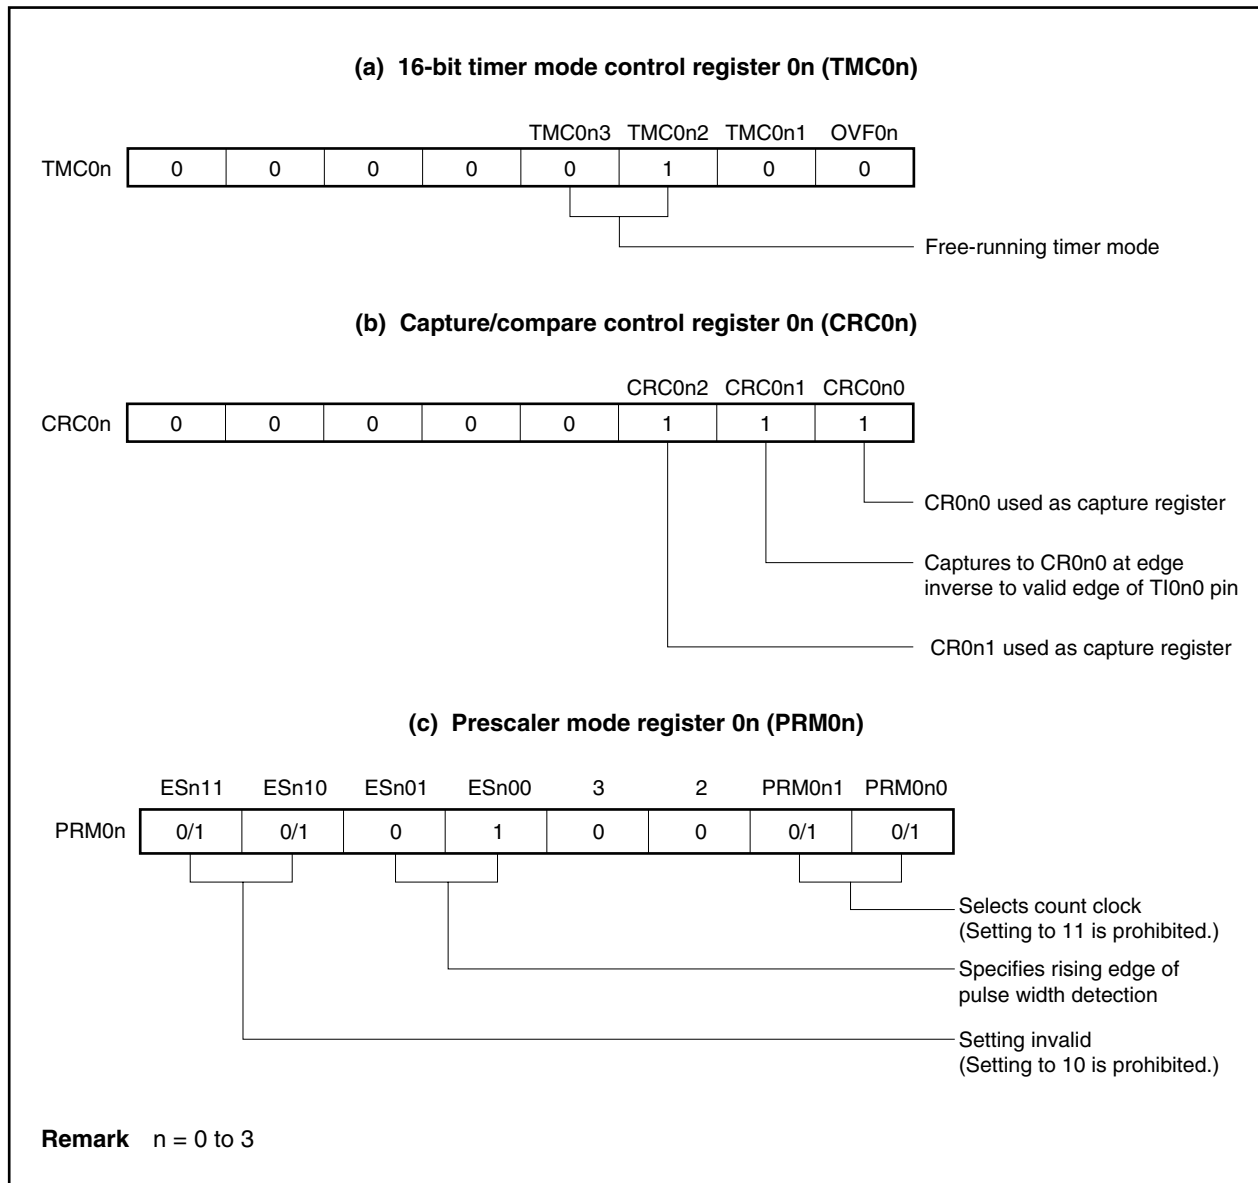 (a) 16-bit timer mode control register 0n (TMC0n)
TMC0n3 TMC0n2 TMC0n1 OVF0n
TMC0n 0 0 0 0 0 1 0 0
Free-running timer mode
(b) Capture/compare control register 0n (CRC0n)
CRC0n2 CRC0n1 CRC0n0
CRC0n 0 0 0 0 0 1 1 1
CR0n0 used as capture register
Captures to CR0n0 at edge
inverse to valid edge of TI0n0 pin
CR0n1 used as capture register
(c) Prescaler mode register 0n (PRM0n)
ESn11 ESn10 ESn01 ESn00 3 2 PRM0n1 PRM0n0
PRM0n 0/1 0/1 0 1 0 0 0/1 0/1
Selects count clock
(Setting to 11 is prohibited.)
Specifies rising edge of
pulse width detection
Setting invalid
(Setting to 10 is prohibited.)
Remark n = 0 to 3